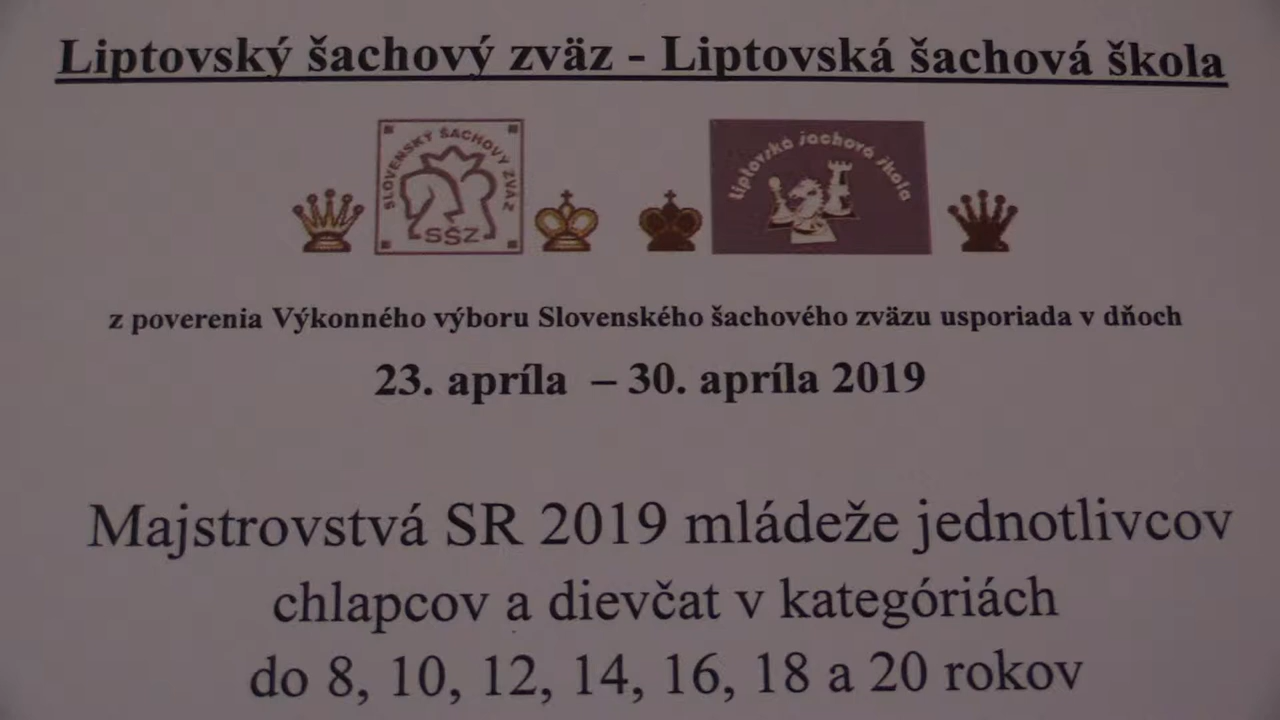 Liptovský šachový zväz - Liptovská šachová škola
SLOVENSKÝ ŠACHOVÝ ZVÄZ
SŠZ
Liptovská šachová škola
z poverenia Výkonného výboru Slovenského šachového zväzu usporiada v dňoch
23. apríla – 30. apríla 2019
Majstrovstvá SR 2019 mládeže jednotlivcov
chlapcov a dievčat v kategóriách
do 8, 10, 12, 14, 16, 18 a 20 rokov